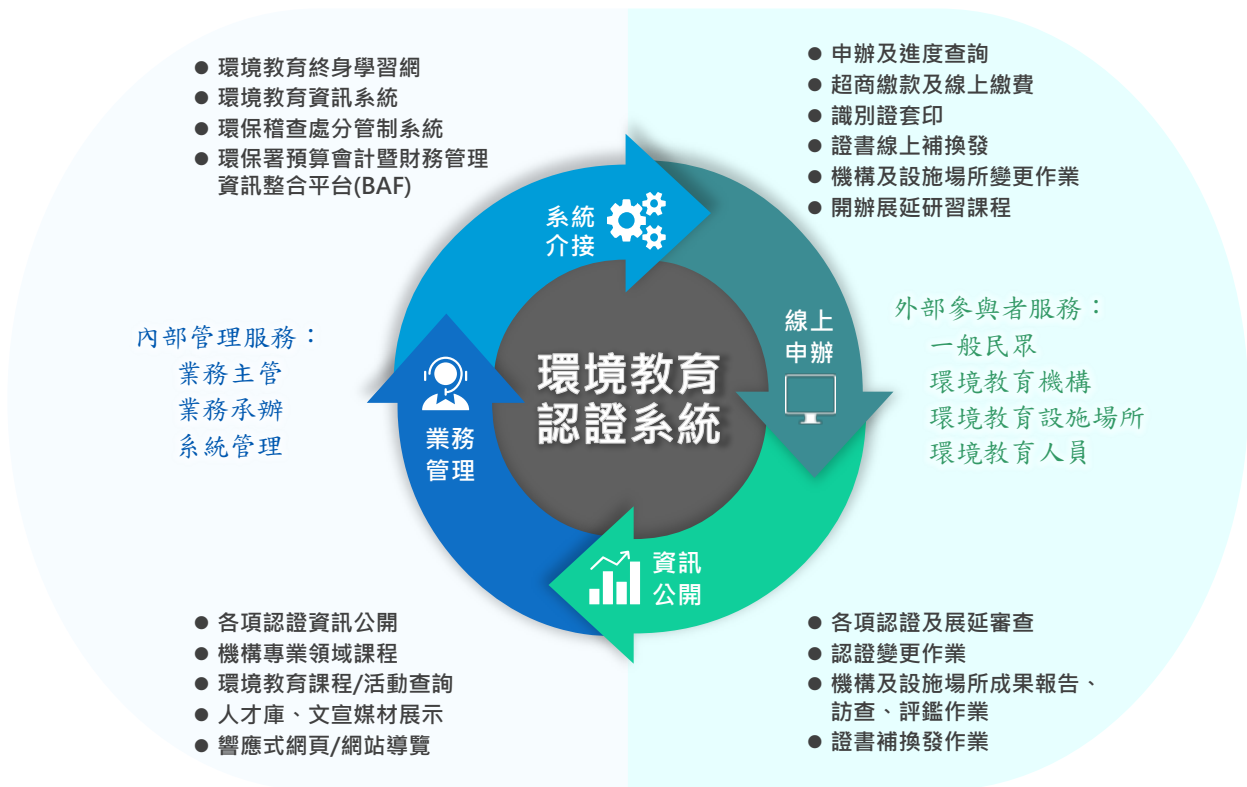 ● 環境教育終身學習網
● 環境教育資訊系統
● 環保稽查處分管制系統
● 環保署預算會計暨財務管理
資訊整合平台(BAF)
● 申辦及進度查詢
● 超商繳款及線上繳費
● 識別證套印
● 證書線上補換發
● 機構及設施場所變更作業
● 開辦展延研習課程
系統
介接
線上
申辦
內部管理服務：
業務主管
業務承辦
系統管理
業務
管理
環境教育
認證系統
外部參與者服務：
一般民眾
環境教育機構
環境教育設施場所
環境教育人員
資訊
公開
● 各項認證資訊公開
● 機構專業領域課程
● 環境教育課程/活動查詢
● 人才庫、文宣媒材展示
● 響應式網頁/網站導覽
● 各項認證及展延審查
● 認證變更作業
● 機構及設施場所成果報告、
訪查、評鑑作業
● 證書補換發作業